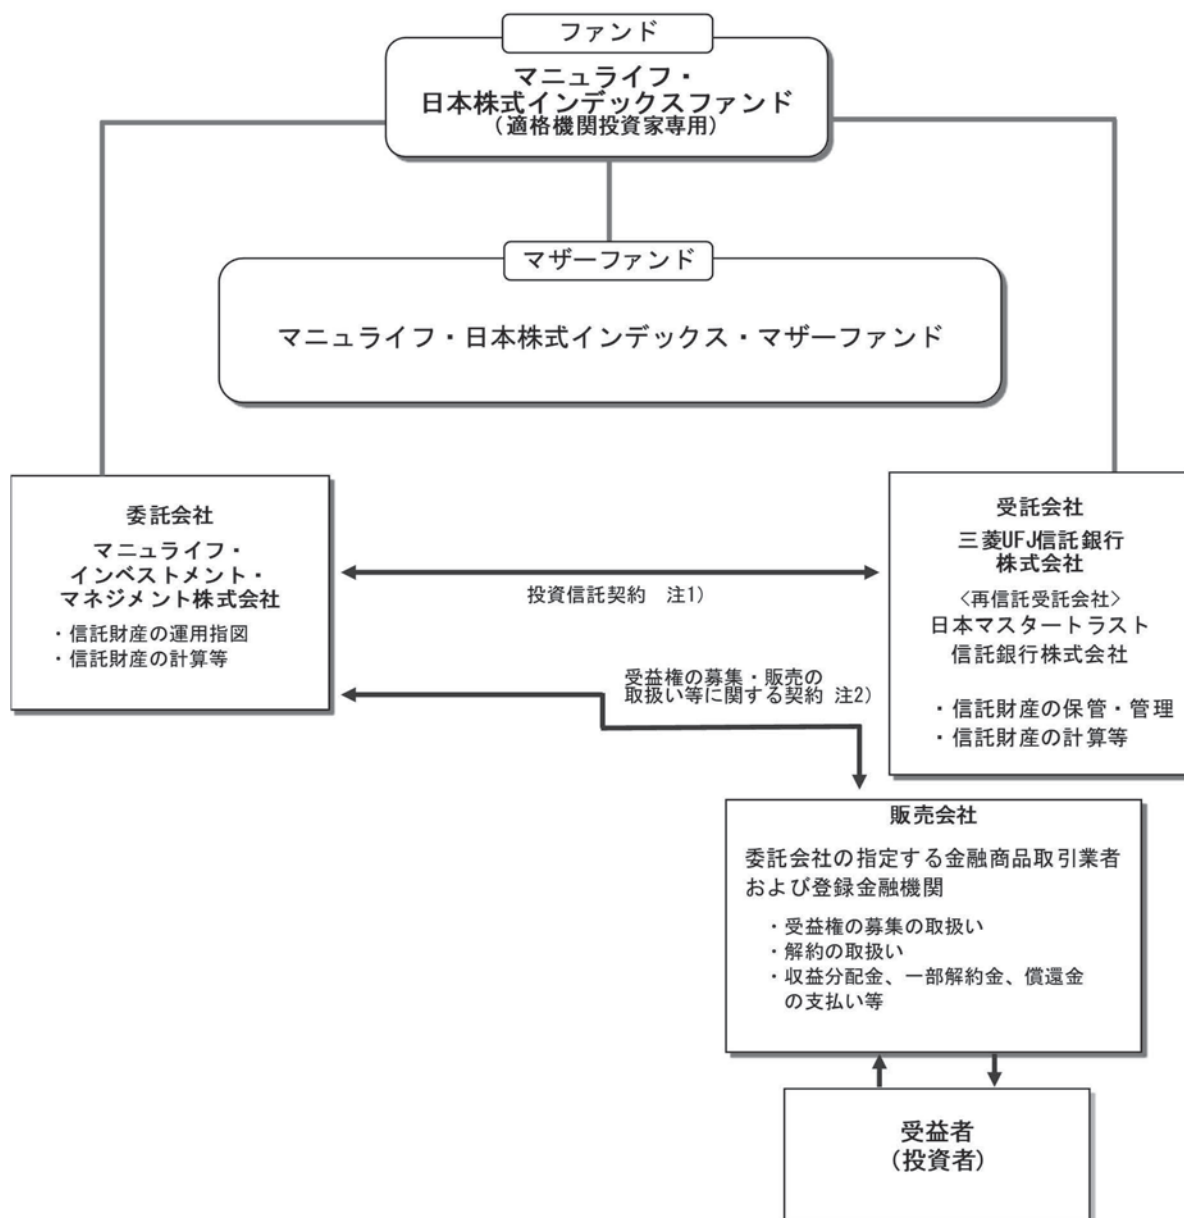 ファンド
マニュライフ・
日本株式インデックスファンド
(適格機関投資家専用)
マザーファンド
マニュライフ・日本株式インデックス・マザーファンド
委託会社
マニュライフ・
インベストメント・
マネジメント株式会社
・信託財産の運用指図
・信託財産の計算等
投資信託契約 注1)
受益権の募集・販売の
取扱い等に関する契約 注2)
受託会社
三菱UFJ信託銀行
株式会社
〈再信託受託会社〉
日本マスタートラスト
信託銀行株式会社
・信託財産の保管・管理
・信託財産の計算等
販売会社
委託会社の指定する金融商品取引業者
および登録金融機関
・受益権の募集の取扱い
・解約の取扱い
・収益分配金、一部解約金、償還金
の支払い等
受益者
(投資者)